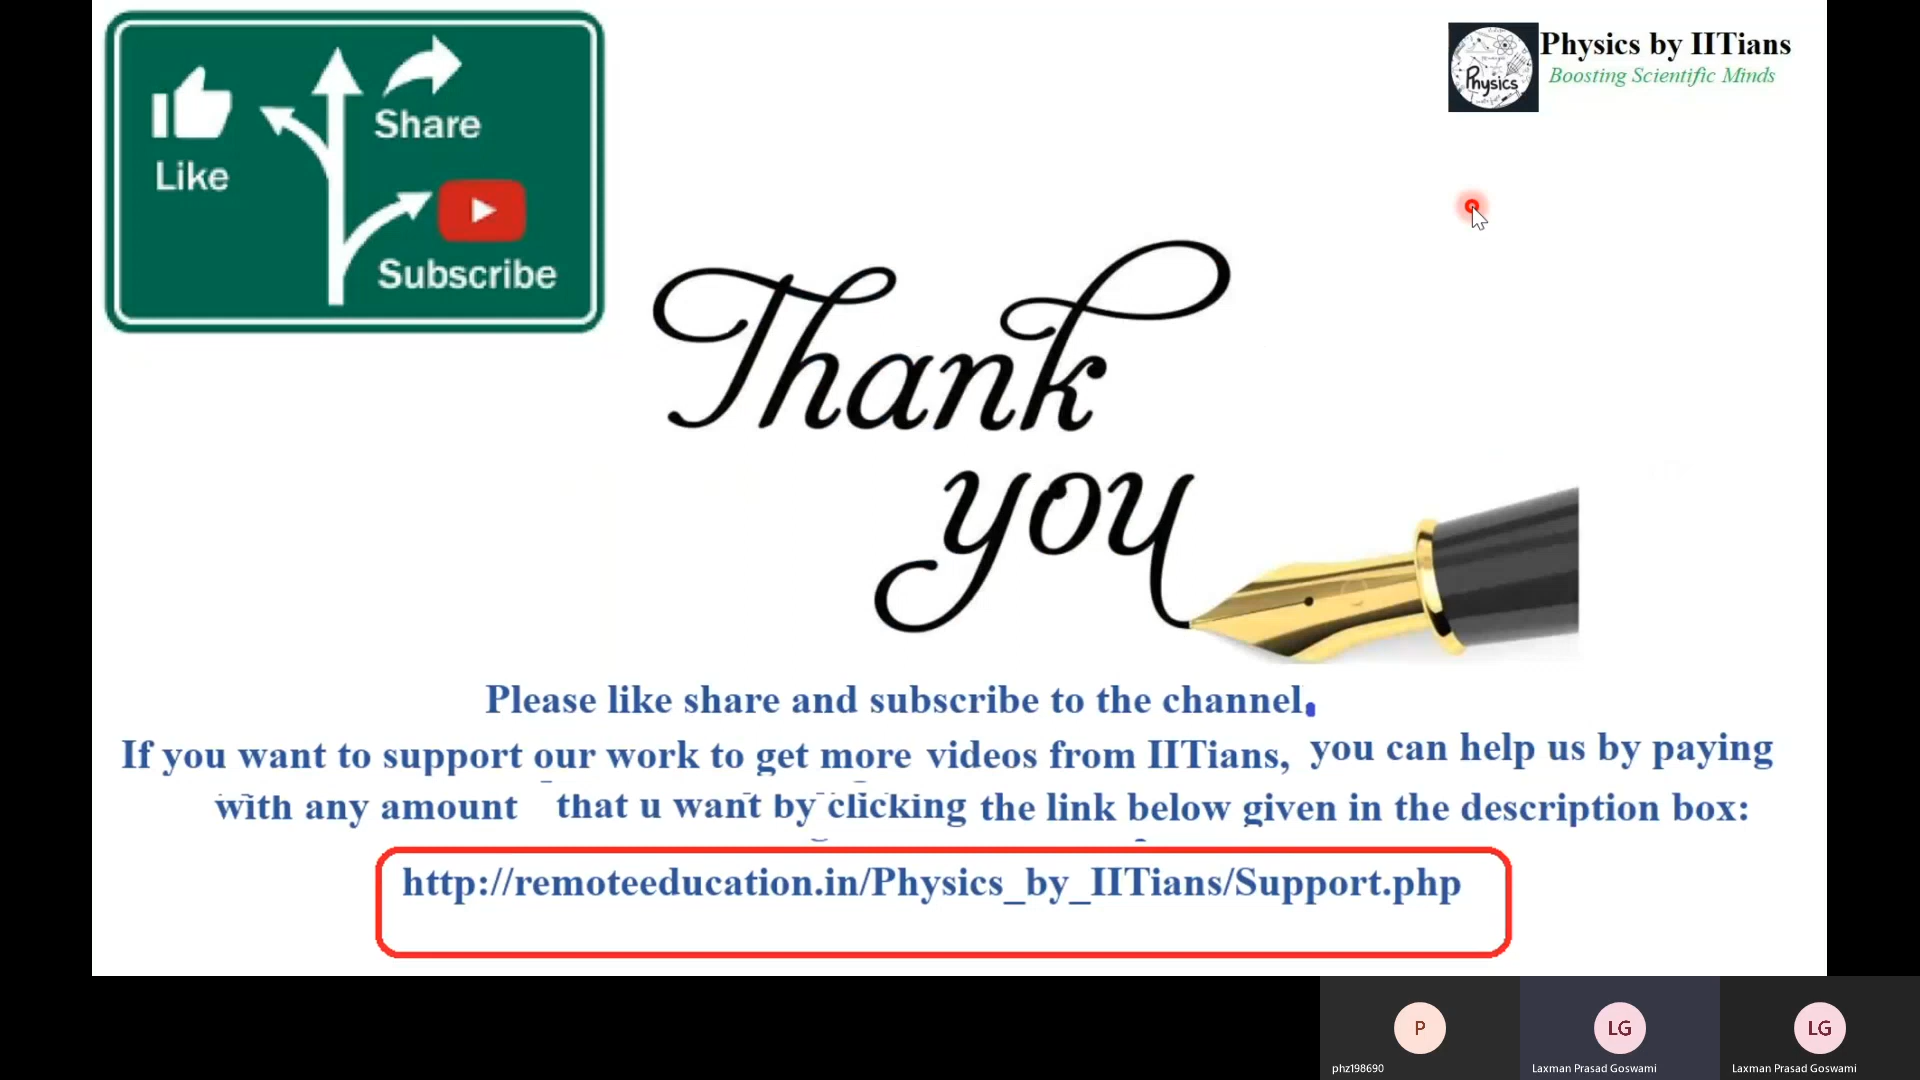 Physics by IITians
Boosting Scientific Minds
Physics
Like
Share
Subscribe
Thank
you
Please like share and subscribe to the channel.
If you want to support our work to get more videos from IITians, you can help us by paying
with any amount that u want by clicking the link below given in the description box:
http://remoteeducation.in/Physics_by_IITians/Support.php
P
LG
LG
phz198690
Laxman Prasad Goswami
Laxman Prasad Goswami